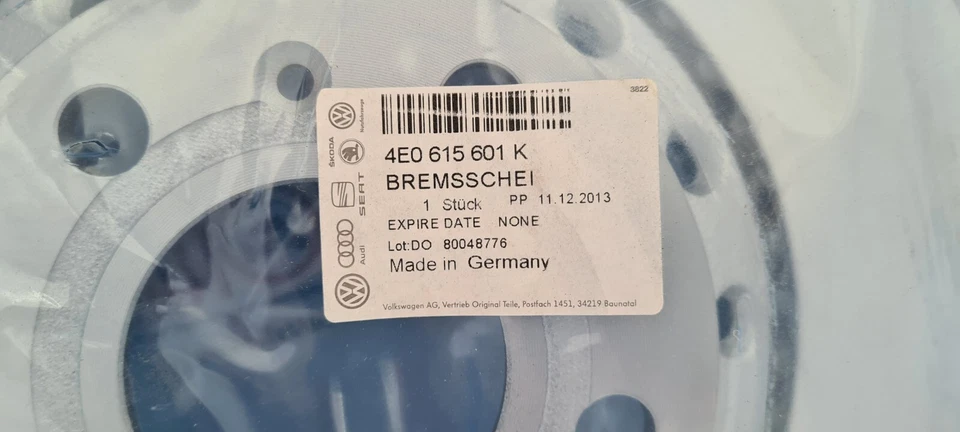 3822
4E0 615 601 K
BREMSSCHEI
1 Stück PP 11.12.2013
EXPIRE DATE NONE
Lot:DO 80048776
Made in Germany
Volkswagen AG, Vertrieb Original Teile, Postfach 1451, 34219 Baunatal
Nutzfahrzeuge
ŠKODA
SEAT
Audi